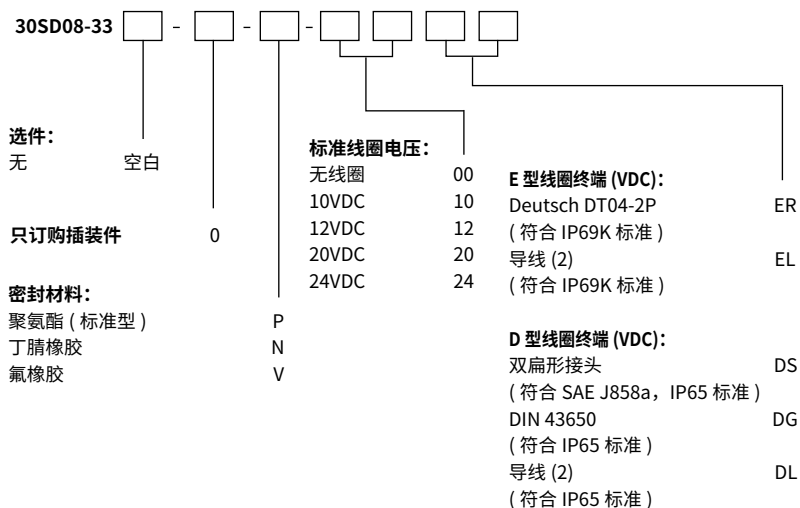 30SD08-33 - - -
选件：
无 空白
只订购插装件 0
密封材料：
聚氨酯 ( 标准型 ) P
丁腈橡胶 N
氟橡胶 V
标准线圈电压：
无线圈 00
10VDC 10
12VDC 12
20VDC 20
24VDC 24
E 型线圈终端 (VDC)：
Deutsch DT04-2P ER
( 符合 IP69K 标准 )
导线 (2) EL
( 符合 IP69K 标准 )
D 型线圈终端 (VDC)：
双扁形接头 DS
( 符合 SAE J858a，IP65 标准 )
DIN 43650 DG
( 符合 IP65 标准 )
导线 (2) DL
( 符合 IP65 标准 )